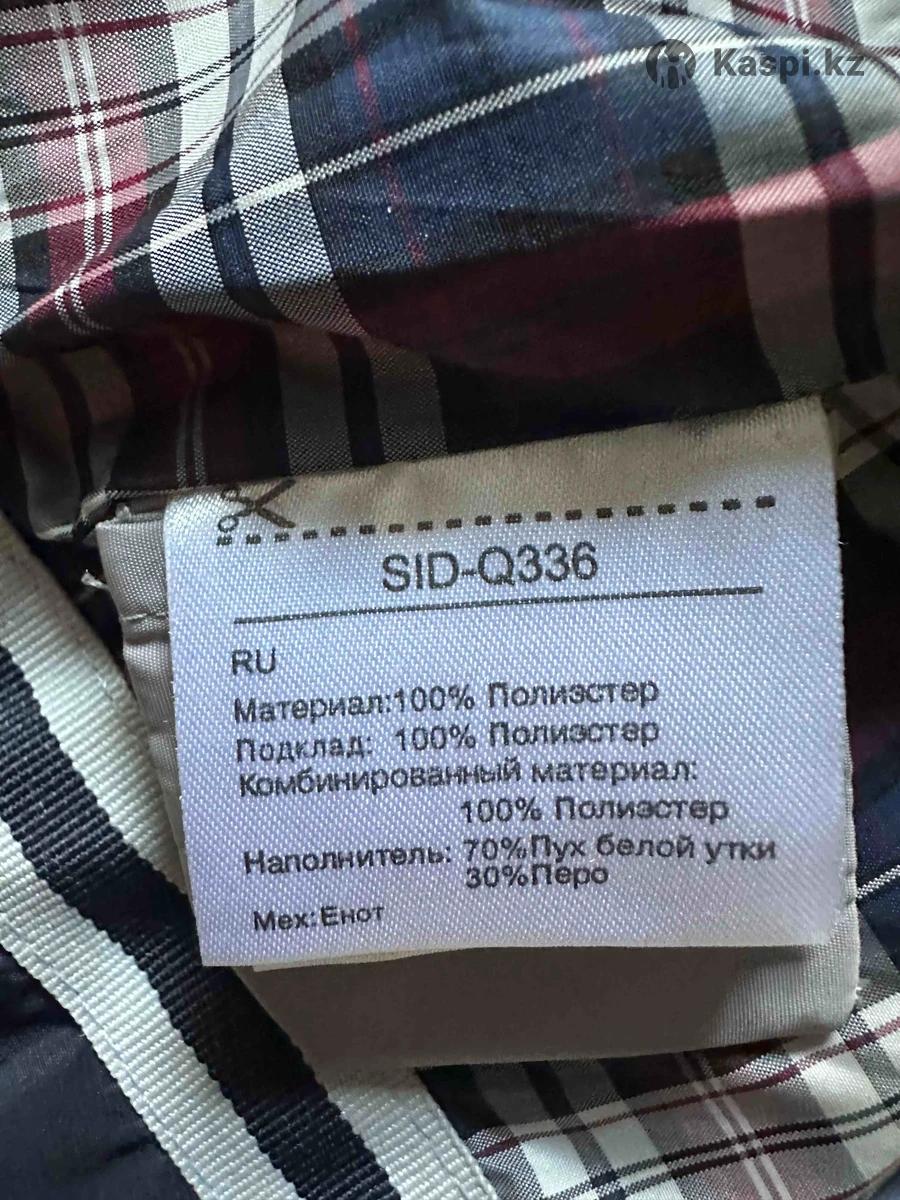 Kaspi.kz
SID-Q336
RU
Материал:100% Полиэстер
Подклад: 100% Полиэстер
Комбинированный материал:
100% Полиэстер
Наполнитель: 70%Пух белой утки
30%Перо
Мех:Енот